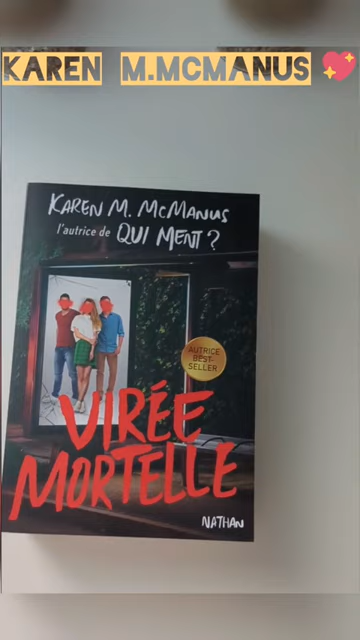 KAREN M.MCMANUS 💖
KAREN M. MCMANUS
l'autrice de QUI MENT ?
AUTRICE
BEST-
SELLER
VIRÉE
MORTELLE
NATHAN